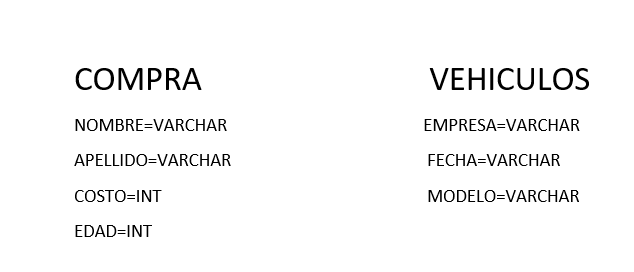 COMPRA
NOMBRE=VARCHAR
APELLIDO=VARCHAR
COSTO=INT
EDAD=INT
VEHICULOS
EMPRESA=VARCHAR
FECHA=VARCHAR
MODELO=VARCHAR